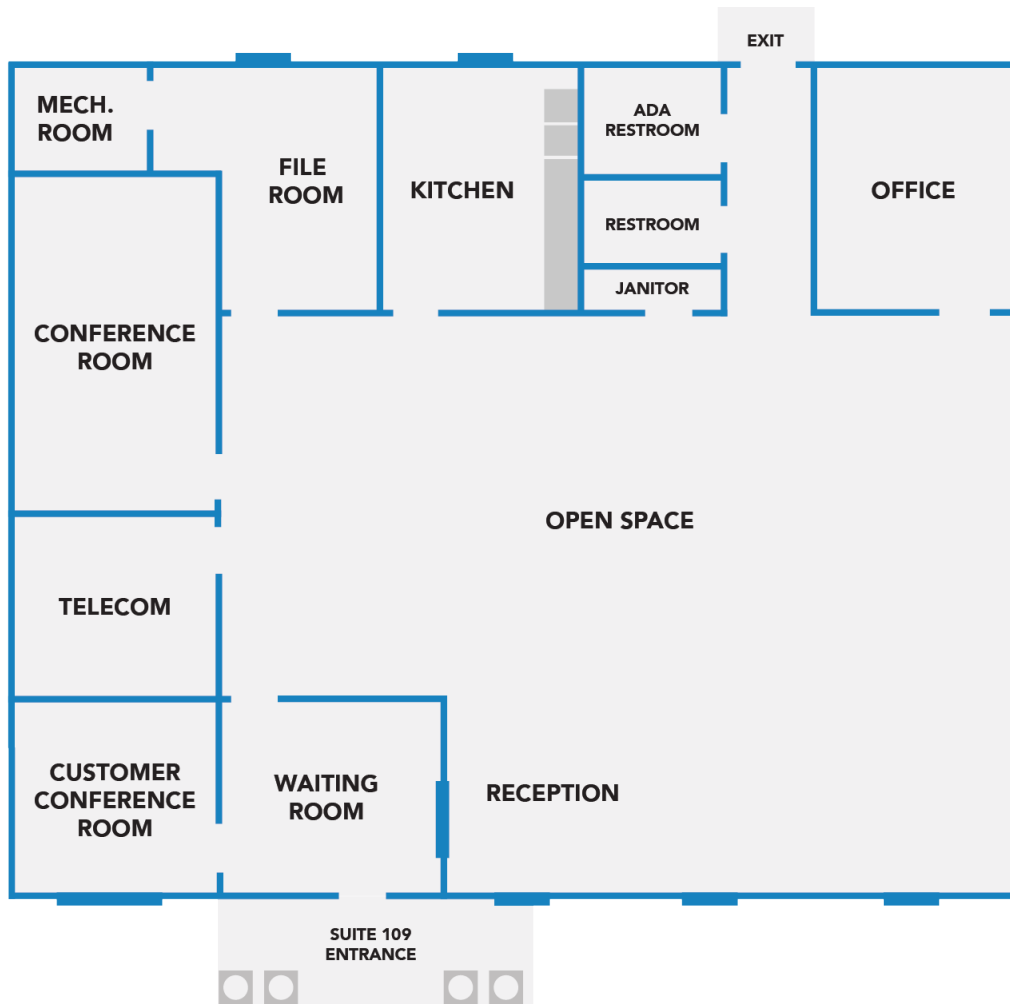 EXIT
MECH.
ROOM
ADA
RESTROOM
FILE
ROOM
KITCHEN
OFFICE
RESTROOM
JANITOR
CONFERENCE
ROOM
OPEN SPACE
TELECOM
CUSTOMER
CONFERENCE
ROOM
WAITING
ROOM
RECEPTION
SUITE 109
ENTRANCE